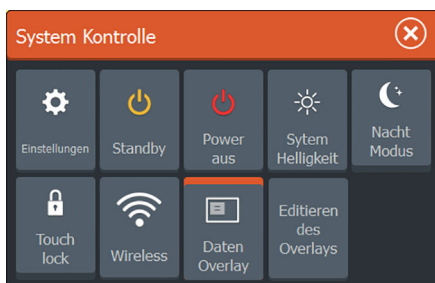 System Kontrolle
Einstellungen
Standby
Power
aus
Sytem
Helligkeit
Nacht
Modus
Touch
lock
Wireless
Daten
Overlay
Editieren
des
Overlays